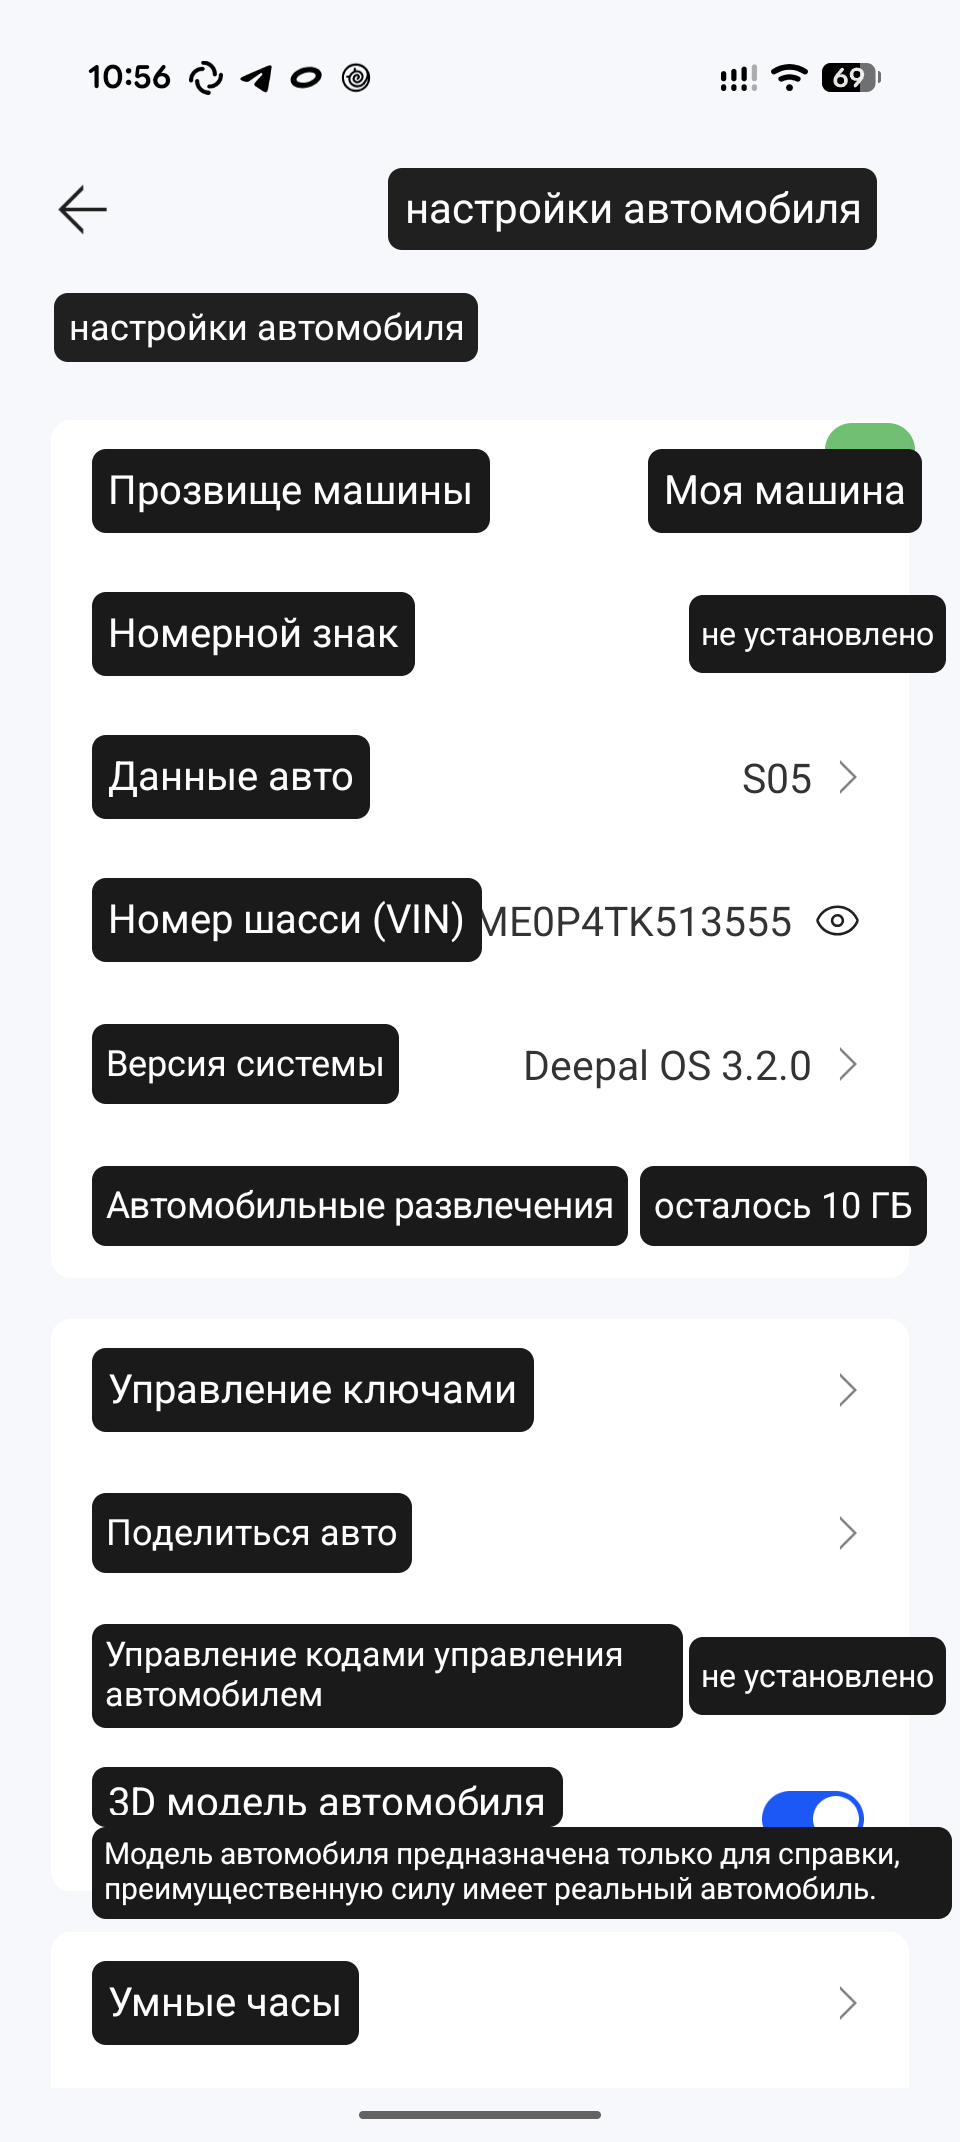 10:56
69
настройки автомобиля
настройки автомобиля
Прозвище машины
Моя машина
Номерной знак
не установлено
Данные авто
S05
Номер шасси (VIN)
ME0P4TK513555
Версия системы
Deepal OS 3.2.0
Автомобильные развлечения
осталось 10 ГБ
Управление ключами
Поделиться авто
Управление кодами управления
автомобилем
не установлено
3D модель автомобиля
Модель автомобиля предназначена только для справки,
преимущественную силу имеет реальный автомобиль.
Умные часы